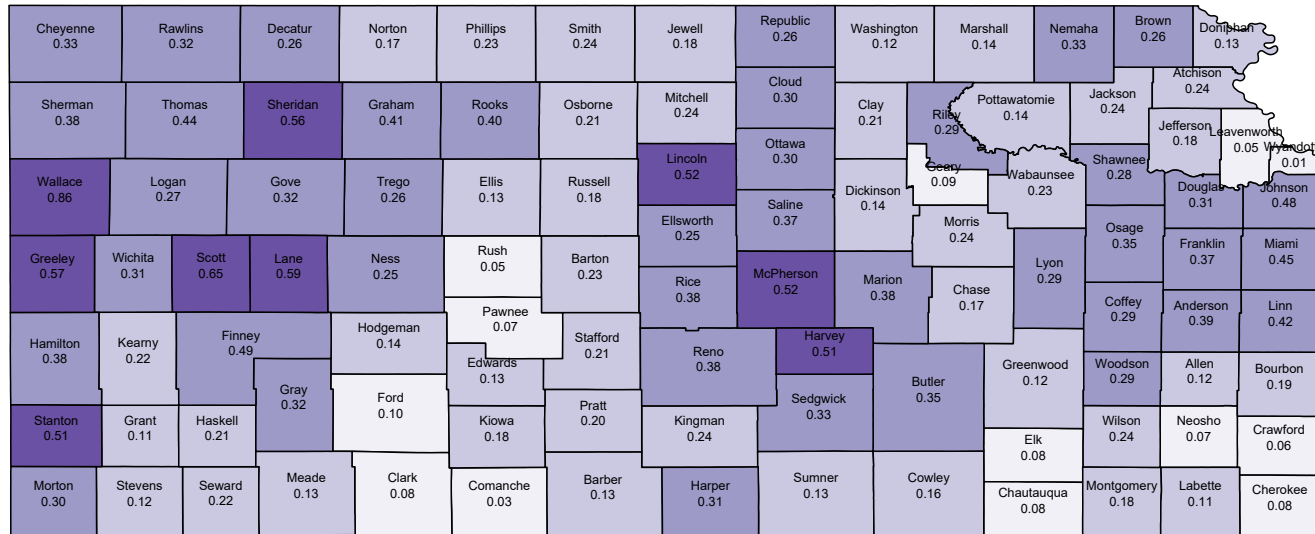 Cheyenne
0.33
Rawlins
0.32
Decatur
0.26
Norton
0.17
Phillips
0.23
Smith
0.24
Jewell
0.18
Republic
0.26
Washington
0.12
Marshall
0.14
Nemaha
0.33
Brown
0.26
Doniphan
0.13
Sherman
0.38
Thomas
0.44
Sheridan
0.56
Graham
0.41
Rooks
0.40
Osborne
0.21
Mitchell
0.24
Cloud
0.30
Clay
0.21
Riley
0.29
Pottawatomie
0.14
Jackson
0.24
Atchison
0.24
Jefferson
0.18
Leavenworth
0.05
Wyandott
0.01
Wallace
0.86
Logan
0.27
Gove
0.32
Trego
0.26
Ellis
0.13
Russell
0.18
Lincoln
0.52
Ottawa
0.30
Dickinson
0.14
Geary
0.09
Wabaunsee
0.23
Shawnee
0.28
Douglas
0.31
Johnson
0.48
Ellsworth
0.25
Saline
0.37
Morris
0.24
Osage
0.35
Franklin
0.37
Miami
0.45
Greeley
0.57
Wichita
0.31
Scott
0.65
Lane
0.59
Ness
0.25
Rush
0.05
Barton
0.23
Rice
0.38
McPherson
0.52
Marion
0.38
Chase
0.17
Lyon
0.29
Coffey
0.29
Anderson
0.39
Linn
0.42
Hamilton
0.38
Kearny
0.22
Finney
0.49
Hodgeman
0.14
Pawnee
0.07
Stafford
0.21
Edwards
0.13
Reno
0.38
Harvey
0.51
Greenwood
0.12
Woodson
0.29
Allen
0.12
Bourbon
0.19
Gray
0.32
Ford
0.10
Kiowa
0.18
Pratt
0.20
Kingman
0.24
Sedgwick
0.33
Butler
0.35
Elk
0.08
Wilson
0.24
Neosho
0.07
Crawford
0.06
Stanton
0.51
Grant
0.11
Haskell
0.21
Morton
0.30
Stevens
0.12
Seward
0.22
Meade
0.13
Clark
0.08
Comanche
0.03
Barber
0.13
Harper
0.31
Sumner
0.13
Cowley
0.16
Chautauqua
0.08
Montgomery
0.18
Labette
0.11
Cherokee
0.08